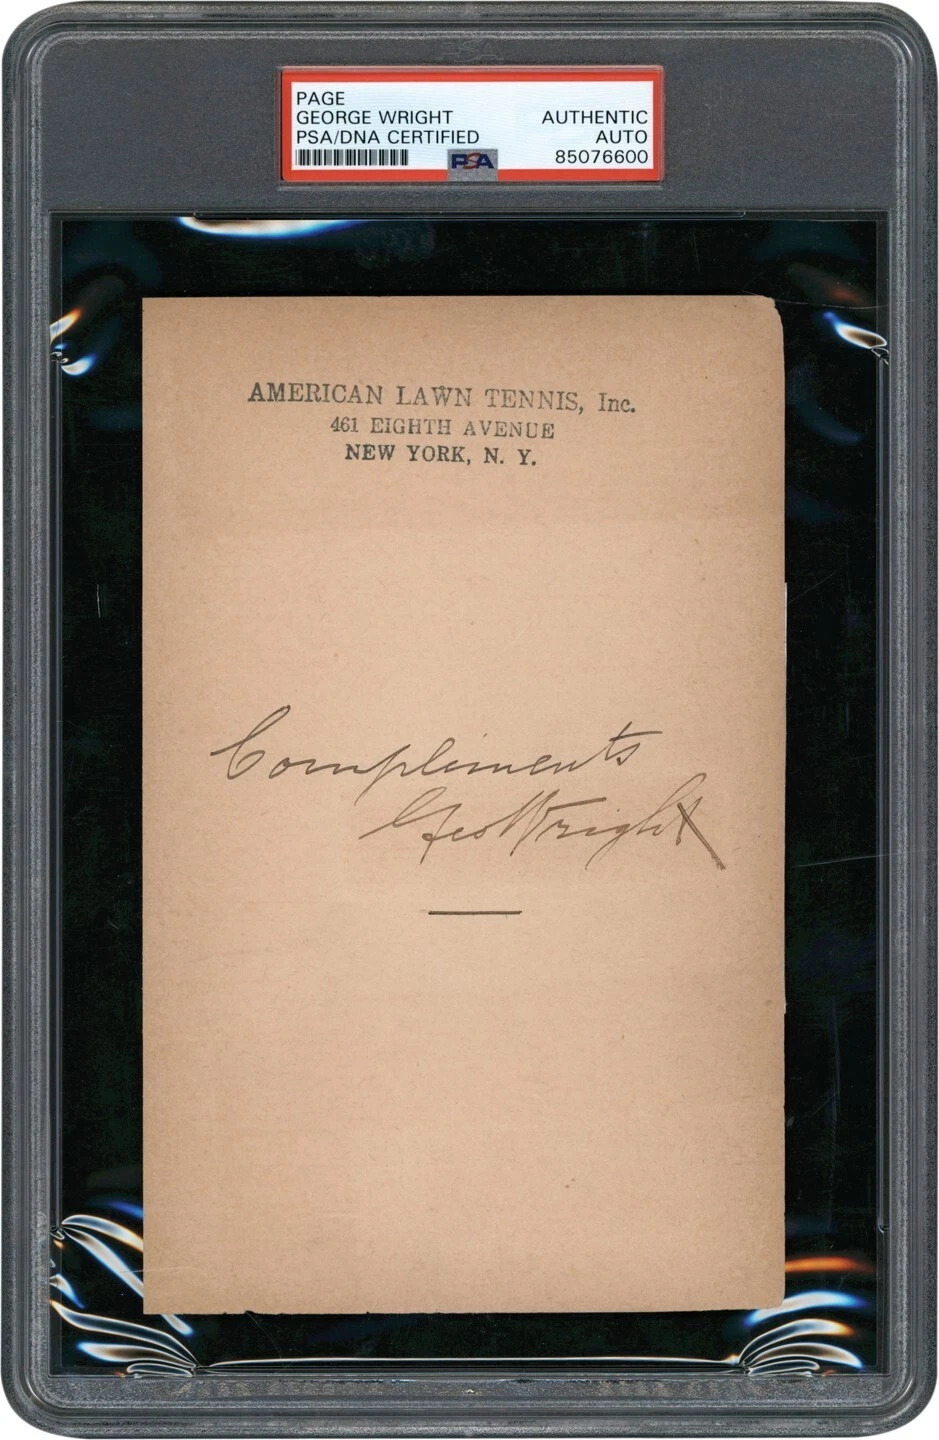 PAGE
GEORGE WRIGHT
PSA/DNA CERTIFIED
AUTHENTIC
AUTO
85076600
PSA
AMERICAN LAWN TENNIS, Inc.
461 EIGHTH AVENUE
NEW YORK, N. Y.
Compliments
Geo Wright